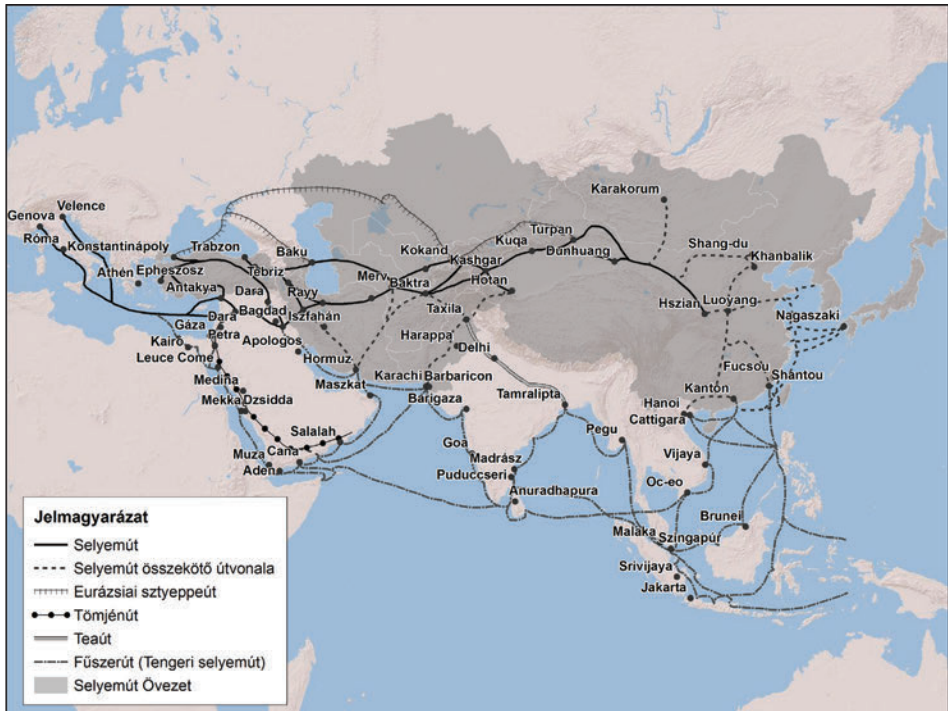 Karakorum
Velence
Genova
Turpan
Róma
Konstantinápoly
Trabzon
Kokand
Kuqa
Dunhuang
Shang-du
Baku
Kashgar
Khanbalik
Athén
Epheszosz
Tebriz
Merv
Baktra
Hotan
Antakya
Dara
Rayy
Hszian
Luoyang
Dara
Bagdad
Iszfahán
Taxila
Nagaszaki
Gáza
Petra
Apologos
Harappa
Kairó
Delhi
Leuce Come
Hormuz
Fucsou
Medina
Maszkat
Karachi
Barbaricon
Kanton
Shantou
Mekka
Dzsidda
Barigaza
Tamralipta
Hanoi
Cattigara
Salalah
Pegu
Muza
Cana
Goa
Madrász
Vijaya
Aden
Puduccseri
Oc-eo
Anuradhapura
Brunei
Malaka
Szingapúr
Srivijaya
Jakarta
Jelmagyarázat
Selyemút
Selyemút összekötő útvonala
Eurázsiai sztyeppeút
Tömjénút
Teaút
Fűszerút (Tengeri selyemút)
Selyemút Övezet